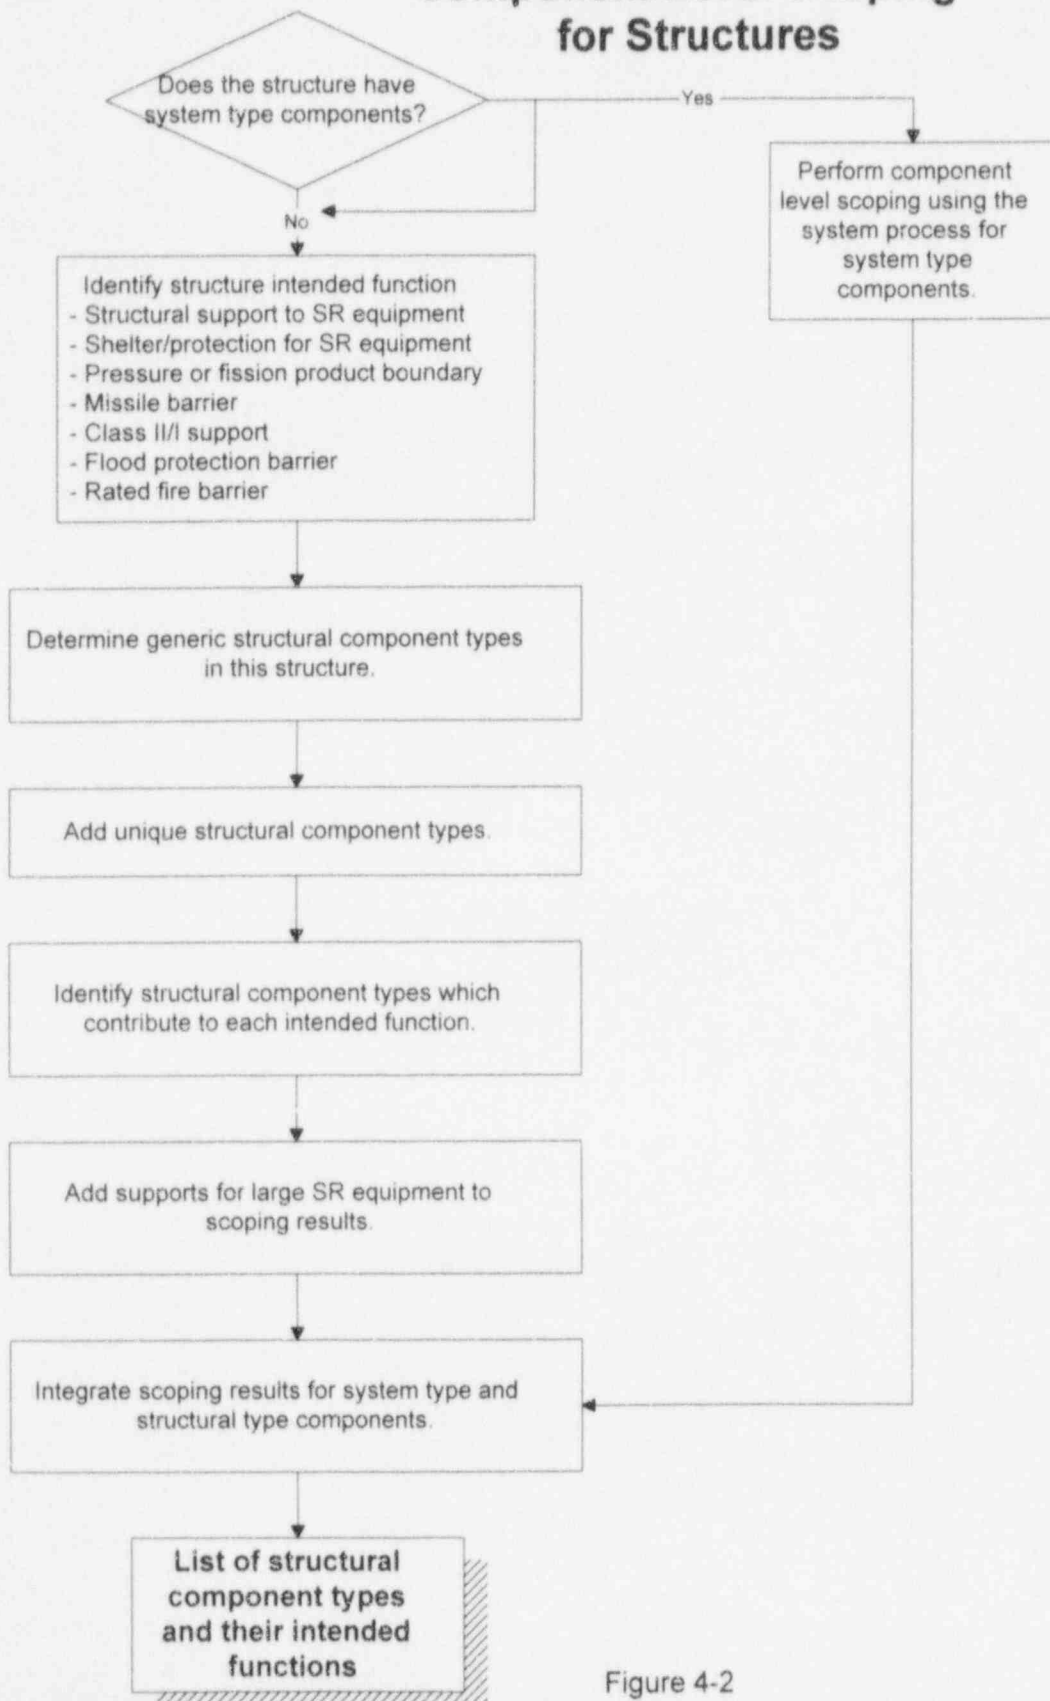 for Structures
Does the structure have
system type components?
Yes
No
Perform component
level scoping using the
system process for
system type
components.
Identify structure intended function
- Structural support to SR equipment
- Shelter/protection for SR equipment
- Pressure or fission product boundary
- Missile barrier
- Class II/I support
- Flood protection barrier
- Rated fire barrier
Determine generic structural component types
in this structure.
Add unique structural component types.
Identify structural component types which
contribute to each intended function.
Add supports for large SR equipment to
scoping results.
Integrate scoping results for system type and
structural type components.
List of structural
component types
and their intended
functions
Figure 4-2